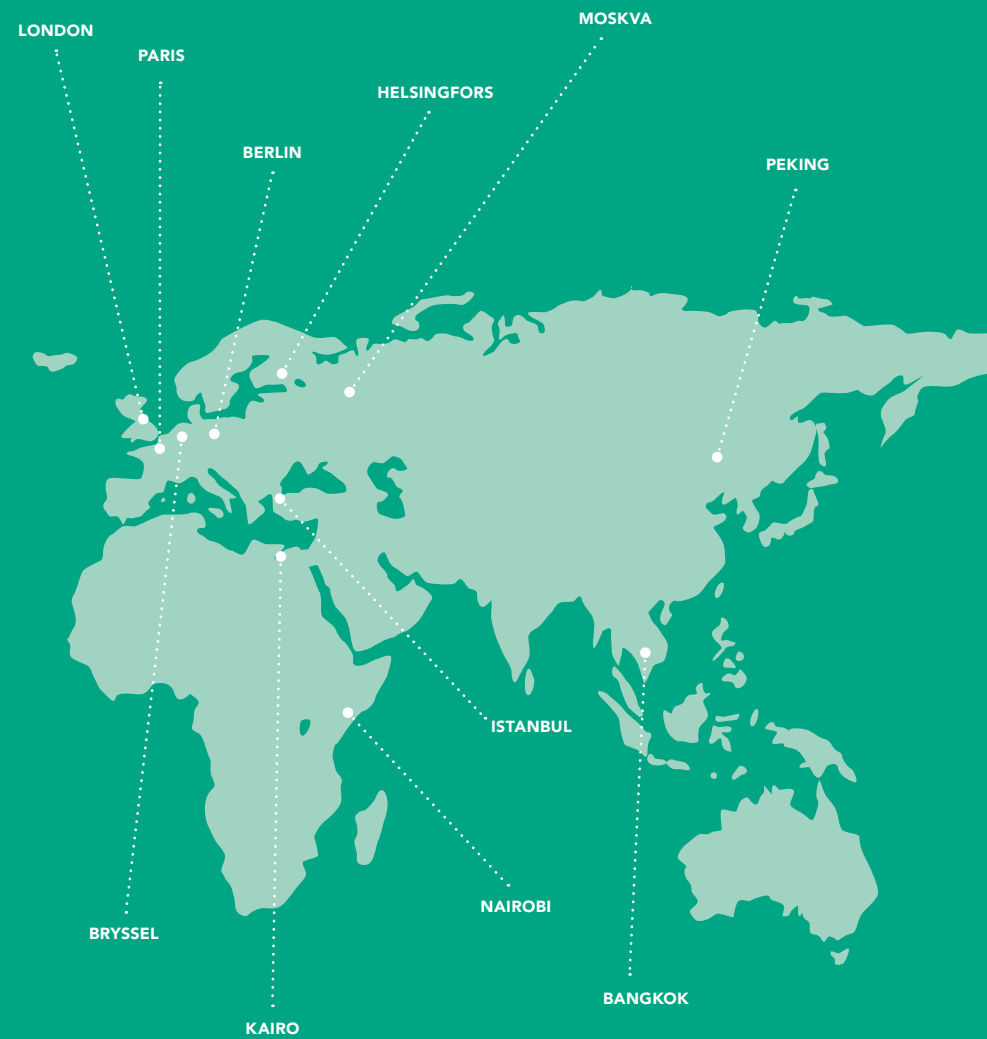 MOSKVA
LONDON
PARIS
HELSINGFORS
BERLIN
PEKING
ISTANBUL
NAIROBI
BRYSSEL
BANGKOK
KAIRO